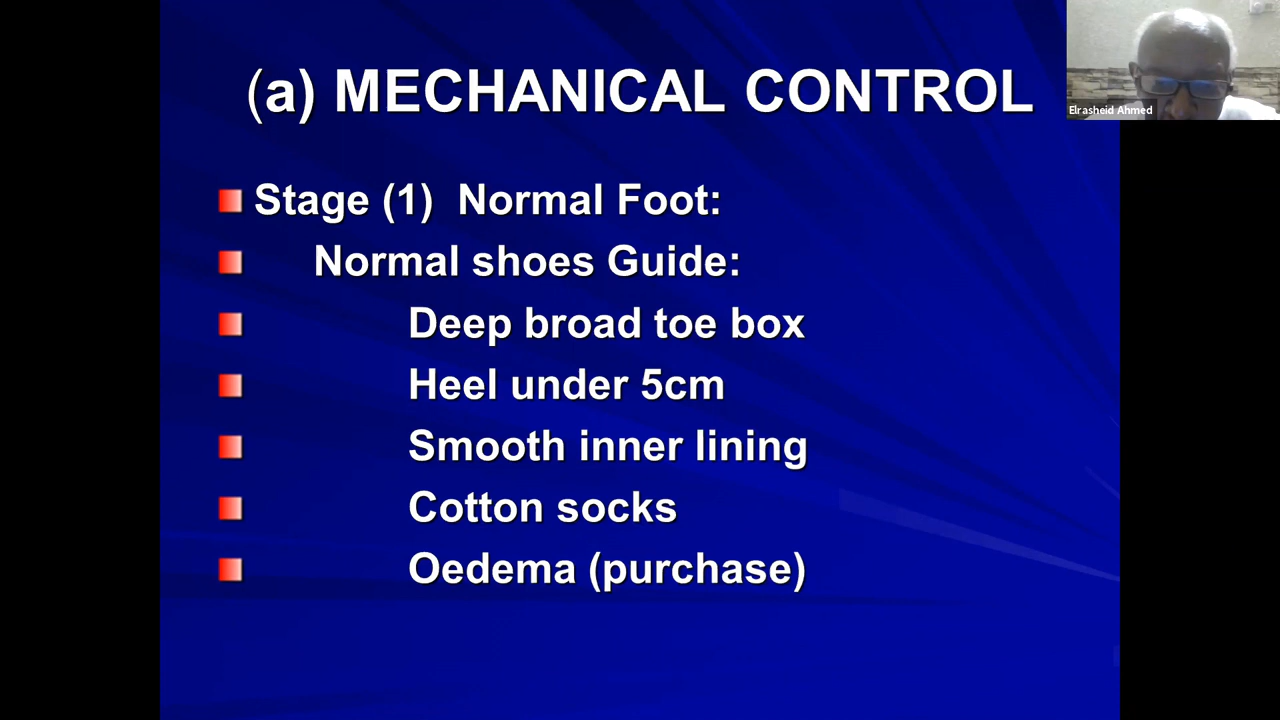 (a) MECHANICAL CONTROL
Elrasheid Ahmed
Stage (1) Normal Foot:
Normal shoes Guide:
Deep broad toe box
Heel under 5cm
Smooth inner lining
Cotton socks
Oedema (purchase)